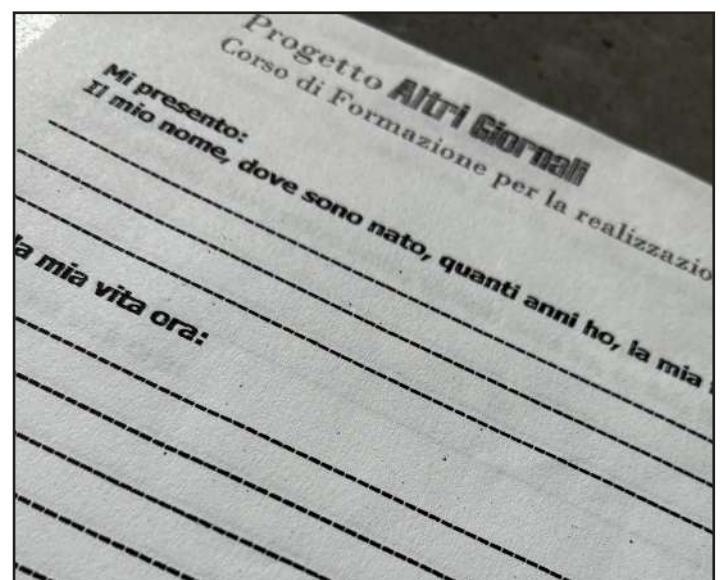 Progetto Altri Giornali
Corso di Formazione per la realizzazio
Mi presento:
Il mio nome, dove sono nato, quanti anni ho, la mia
la mia vita ora: